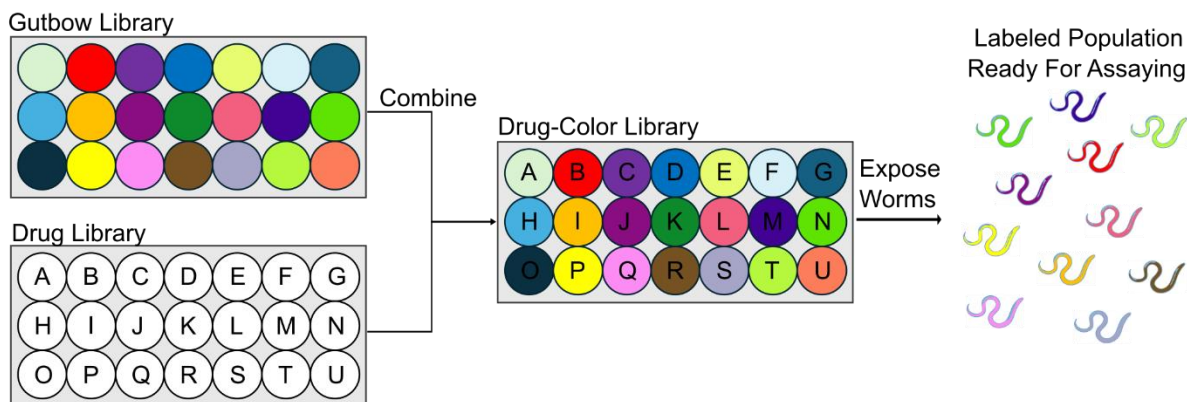 Gutbow Library
Combine
Drug Library
A B C D E F G
H I J K L M N
O P Q R S T U
Drug-Color Library
A B C D E F G
H I J K L M N
O P Q R S T U
Expose
Worms
Labeled Population
Ready For Assaying